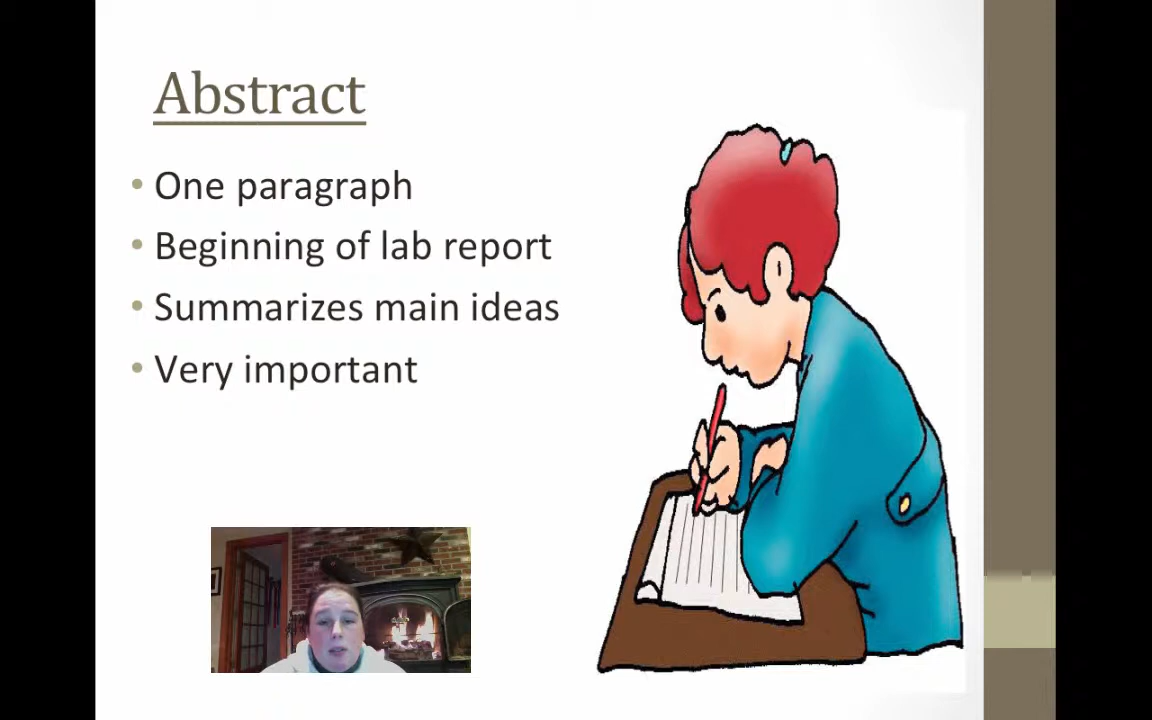 Abstract
• One paragraph
• Beginning of lab report
• Summarizes main ideas
• Very important